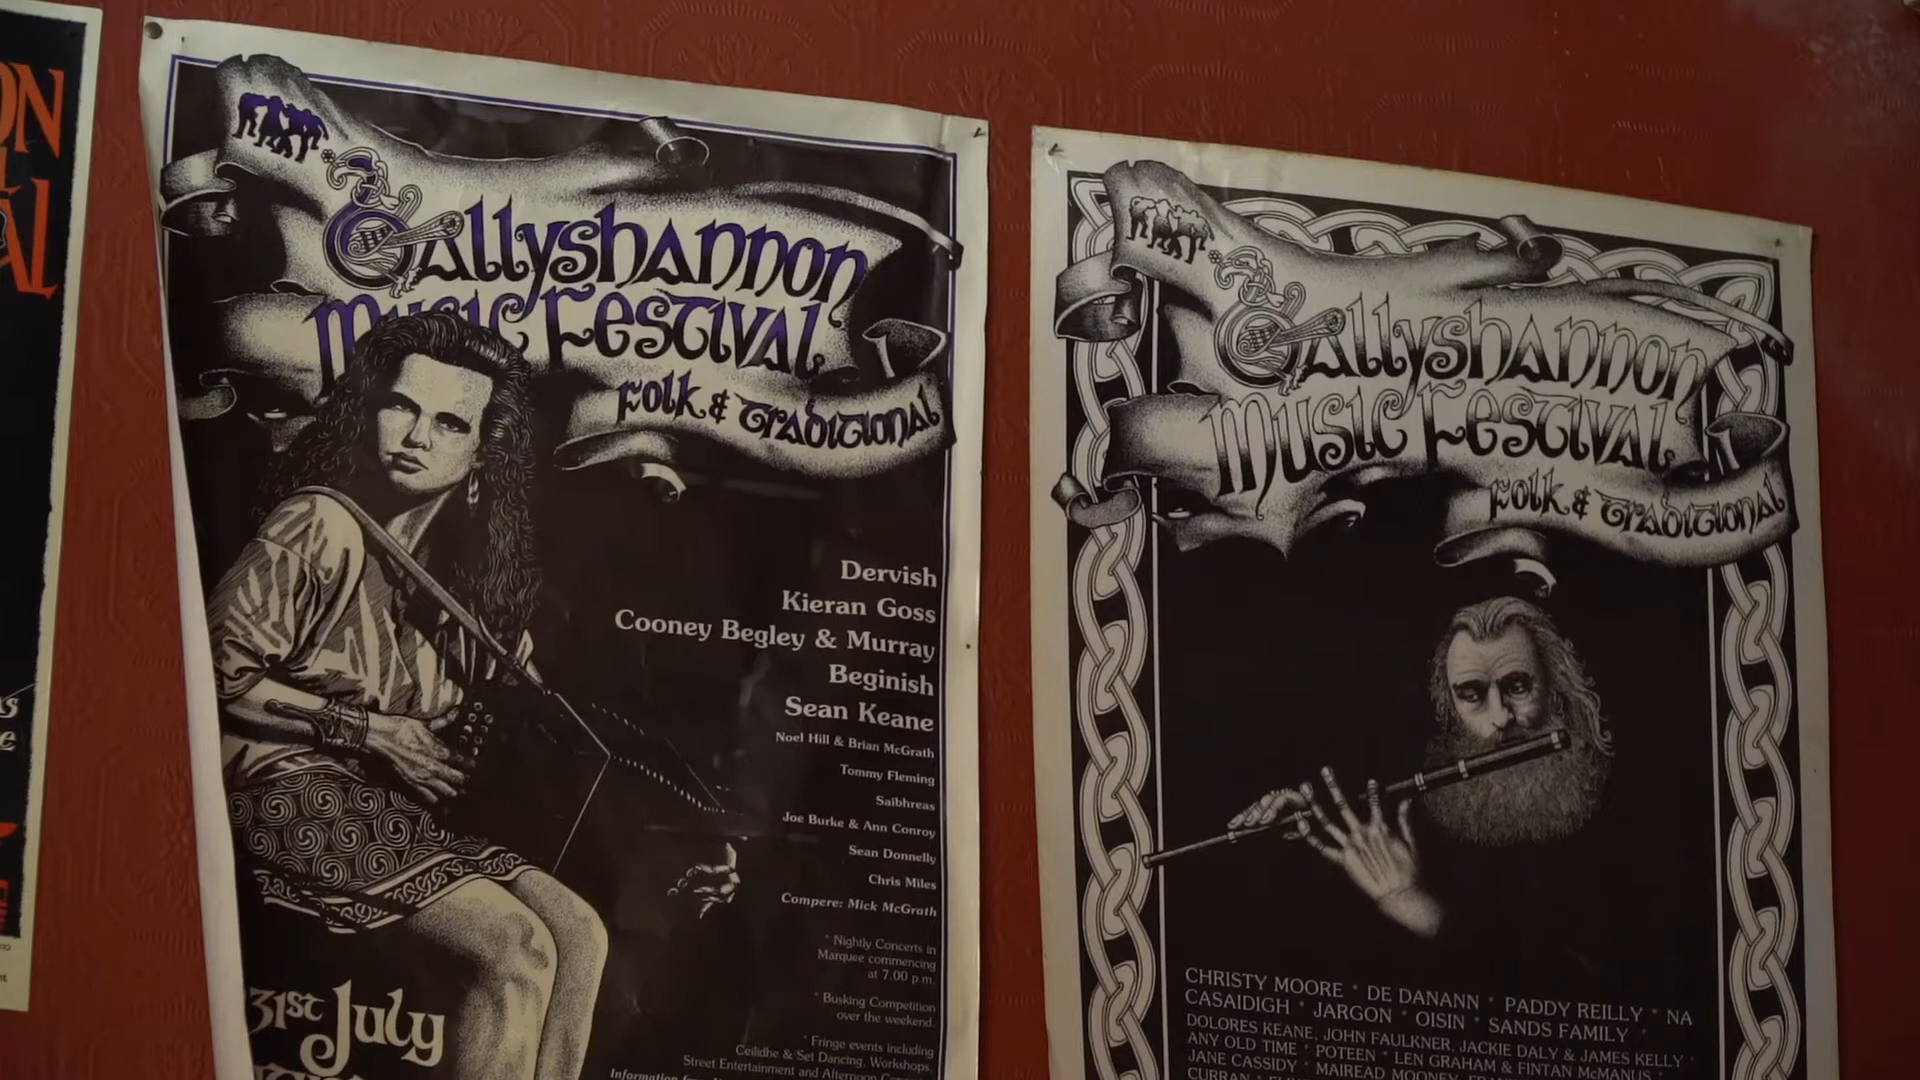 Ballyshannon
Music Festival
Folk & Traditional
Dervish
Kieran Goss
Cooney Begley & Murray
Beginish
Sean Keane
Noel Hill & Brian McGrath
Tommy Fleming
Saibhreas
Joe Burke & Ann Conroy
Sean Donnelly
Chris Miles
Compere: Mick McGrath
* Nightly Concerts in
Marquee commencing
at 7.00 p.m.
* Busking Competition
over the weekend.
* Fringe events including
Ceilidhe & Set Dancing, Workshops,
Street Entertainment and Afternoon
31st July
Ballyshannon
Music Festival
Folk & Traditional
CHRISTY MOORE * DE DANANN * PADDY REILLY * NA
CASAIDIGH * JARGON * OISIN * SANDS FAMILY *
DOLORES KEANE, JOHN FAULKNER, JACKIE DALY & JAMES KELLY *
ANY OLD TIME * POTEEN * LEN GRAHAM & FINTAN McMANUS *
JANE CASSIDY * MAIREAD MOONEY,
CURRAN *